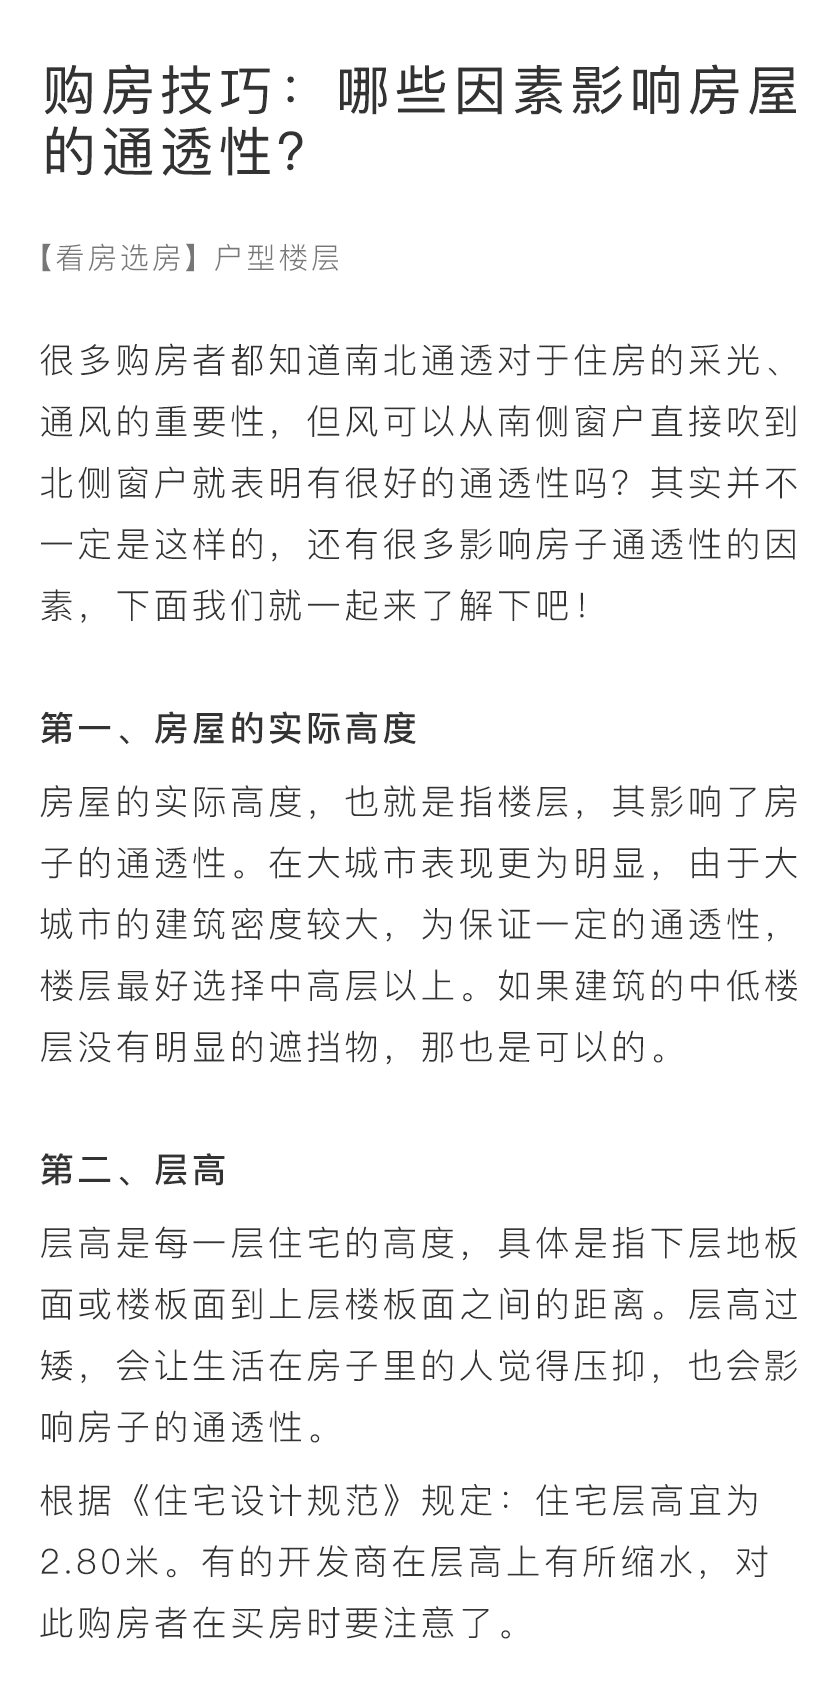 购房技巧：哪些因素影响房屋
的通透性？
【看房选房】户型楼层
很多购房者都知道南北通透对于住房的采光、
通风的重要性，但风可以从南侧窗户直接吹到
北侧窗户就表明有很好的通透性吗？其实并不
一定是这样的，还有很多影响房子通透性的因
素，下面我们就一起来了解下吧！
第一、房屋的实际高度
房屋的实际高度，也就是指楼层，其影响了房
子的通透性。在大城市表现更为明显，由于大
城市的建筑密度较大，为保证一定的通透性，
楼层最好选择中高层以上。如果建筑的中低楼
层没有明显的遮挡物，那也是可以的。
第二、层高
层高是每一层住宅的高度，具体是指下层地板
面或楼板面到上层楼板面之间的距离。层高过
矮，会让生活在房子里的人觉得压抑，也会影
响房子的通透性。
根据《住宅设计规范》规定：住宅层高宜为
2.80米。有的开发商在层高上有所缩水，对
此购房者在买房时要注意了。